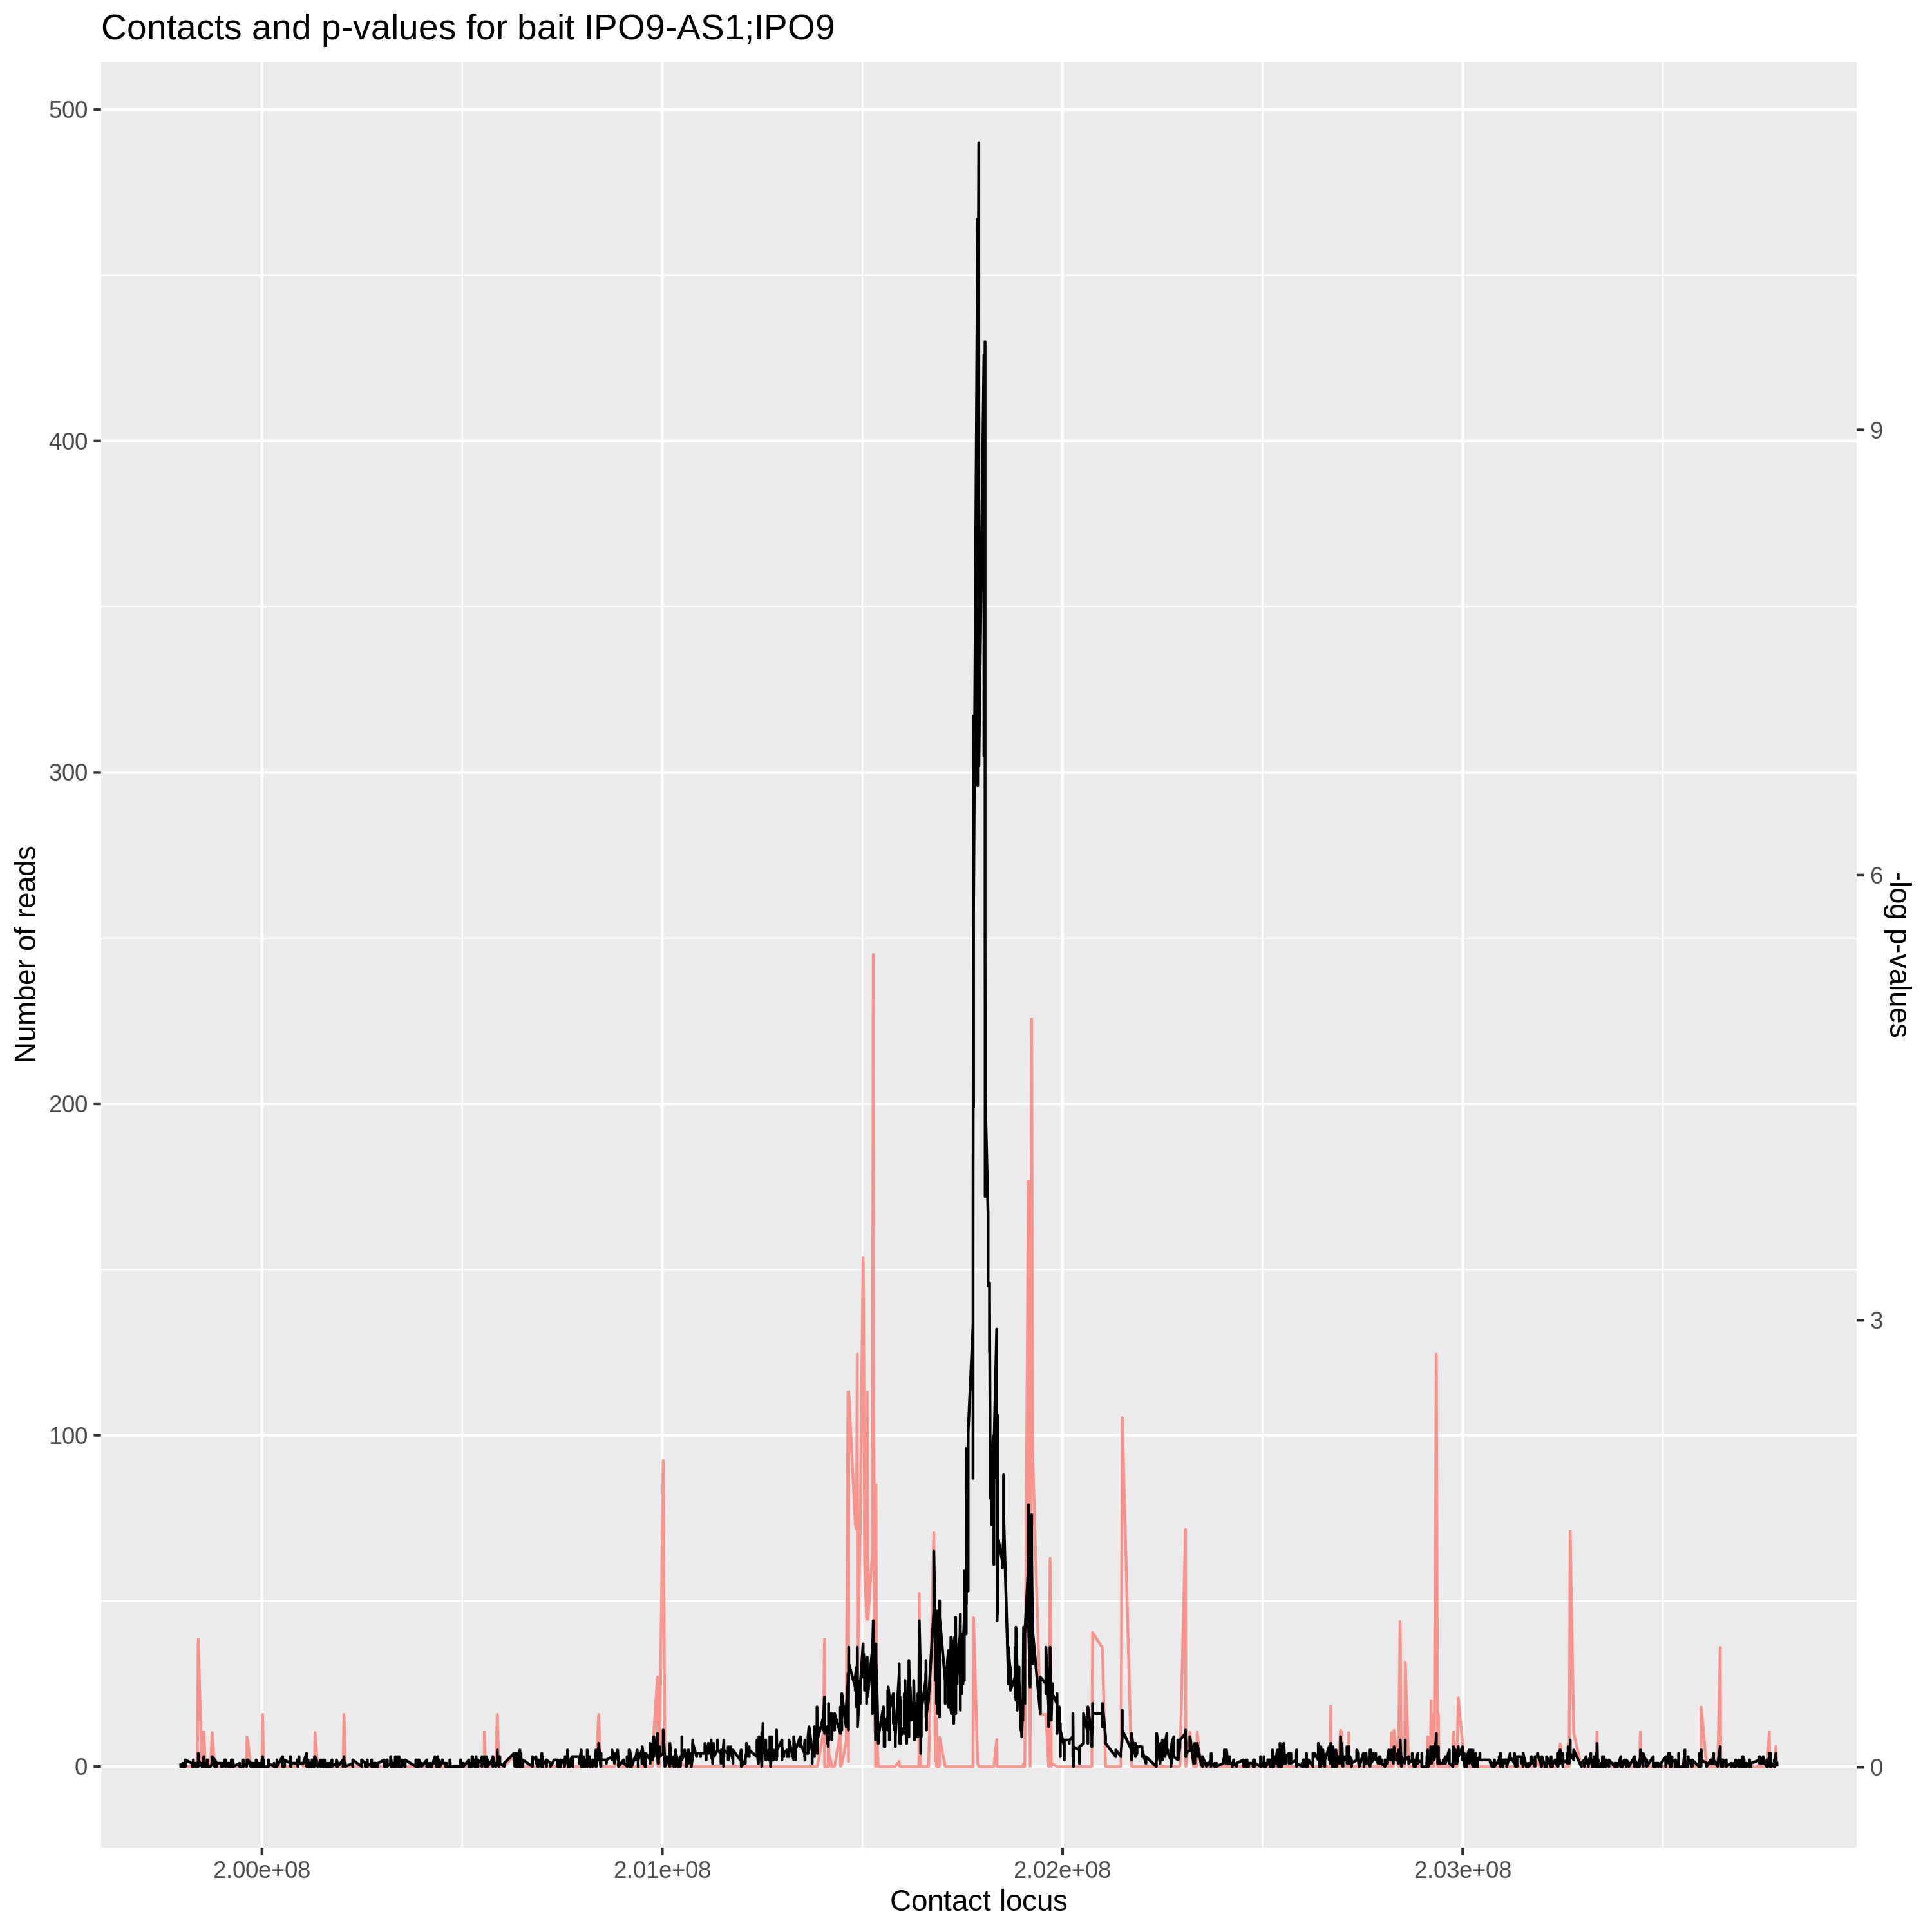 Contacts and p-values for bait IPO9-AS1;IPO9
500
400
300
200
100
0
Number of reads
9
6
3
0
-log p-values
2.00e+08 2.01e+08 2.02e+08 2.03e+08
Contact locus